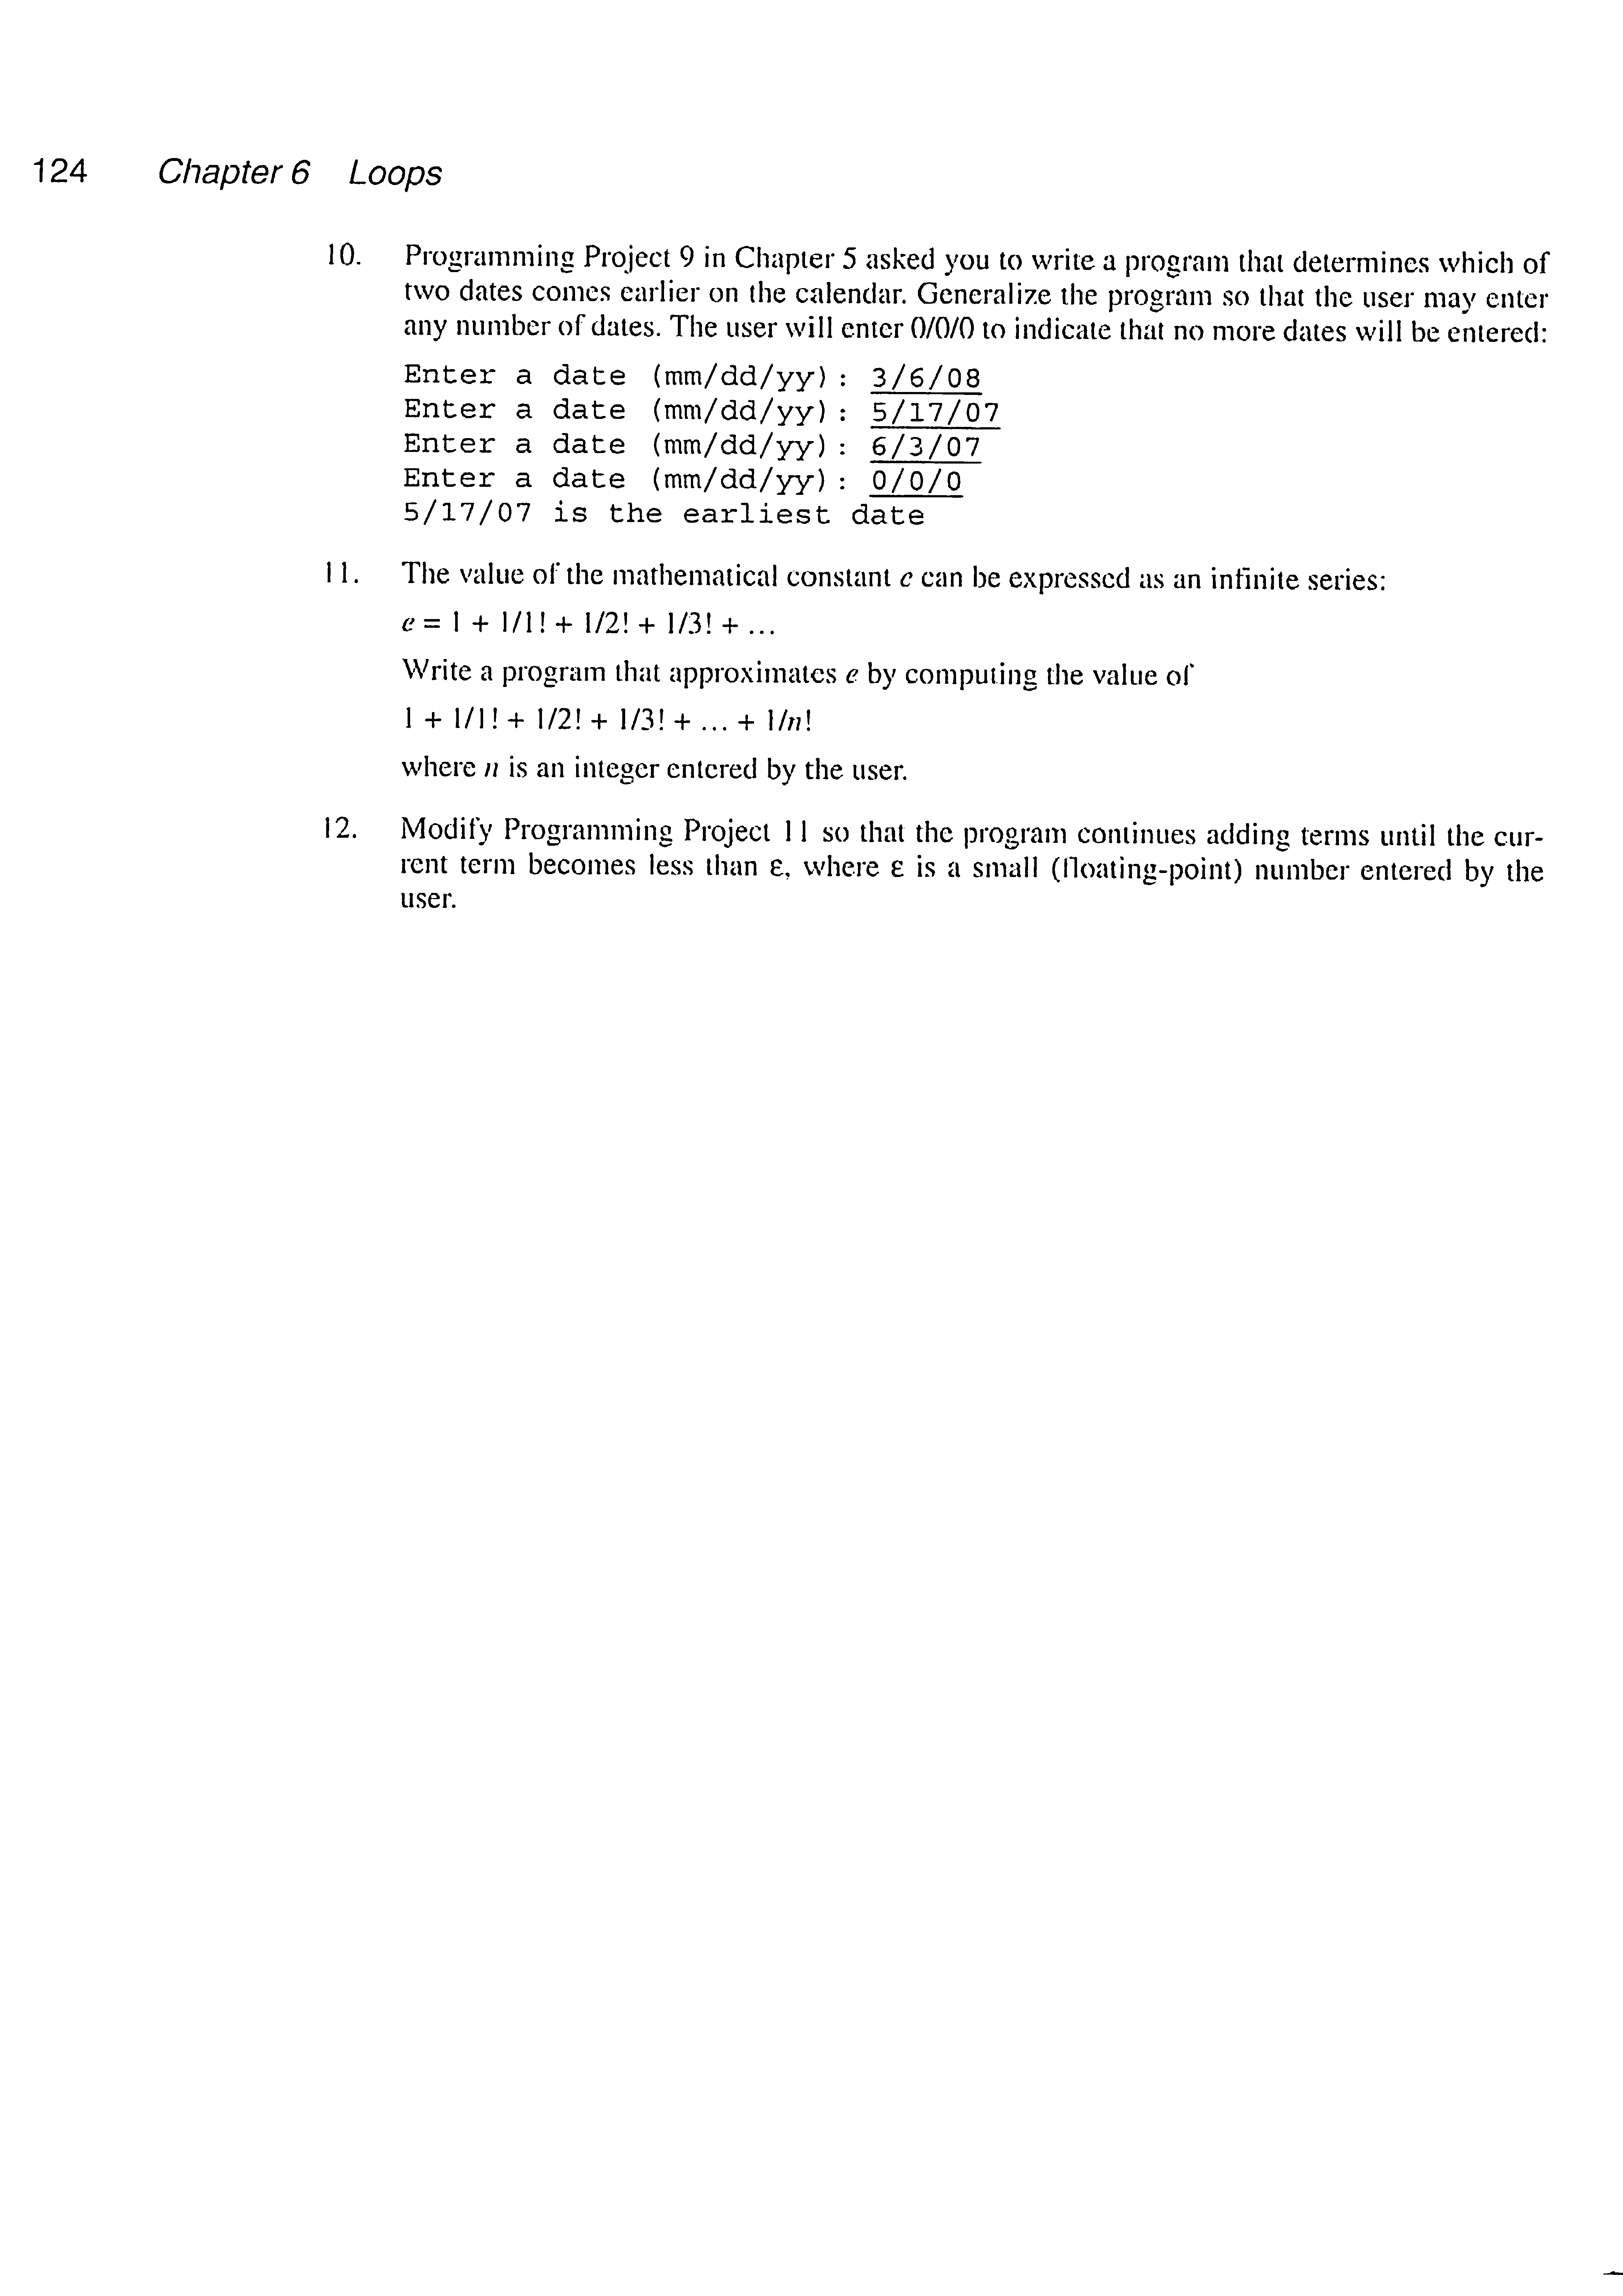 124 Chapter 6 Loops
10. Programming Project 9 in Chapter 5 asked you to write a program that determines which of
two dates comes earlier on the calendar. Generalize the program so that the user may enter
any number of dates. The user will enter 0/0/0 to indicate that no more dates will be entered:
Enter a date (mm/dd/yy): 3/6/08
Enter a date (mm/dd/yy): 5/17/07
Enter a date (mm/dd/yy): 6/3/07
Enter a date (mm/dd/yy): 0/0/0
5/17/07 is the earliest date
11. The value of the mathematical constant e can be expressed as an infinite series:
e = 1 + 1/1! + 1/2! + 1/3! + ...
Write a program that approximates e by computing the value of
1 + 1/1! + 1/2! + 1/3! + ... + 1/n!
where n is an integer entered by the user.
12. Modify Programming Project 11 so that the program continues adding terms until the cur-
rent term becomes less than ε, where ε is a small (floating-point) number entered by the
user.